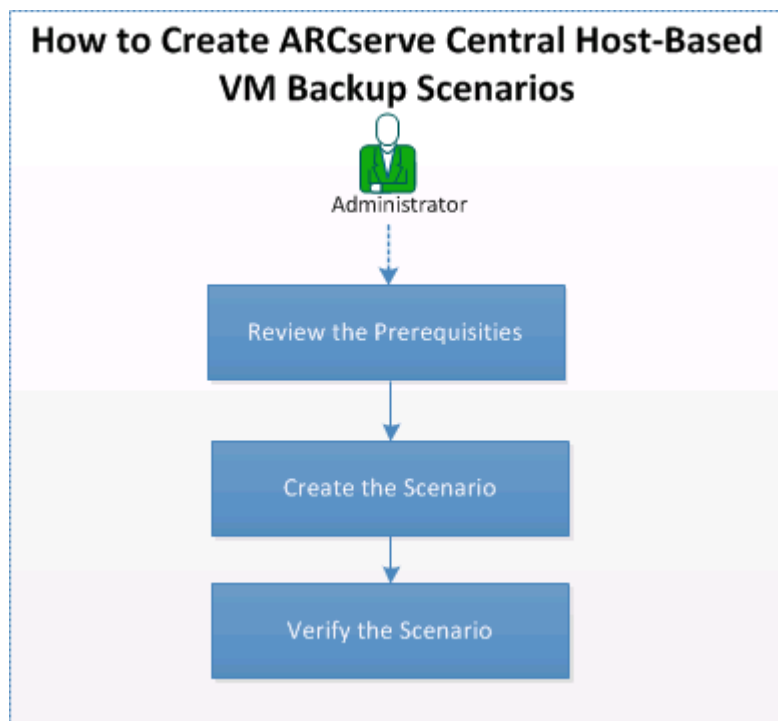 How to Create ARCserve Central Host-Based
VM Backup Scenarios
Administrator
Review the Prerequisities
Create the Scenario
Verify the Scenario